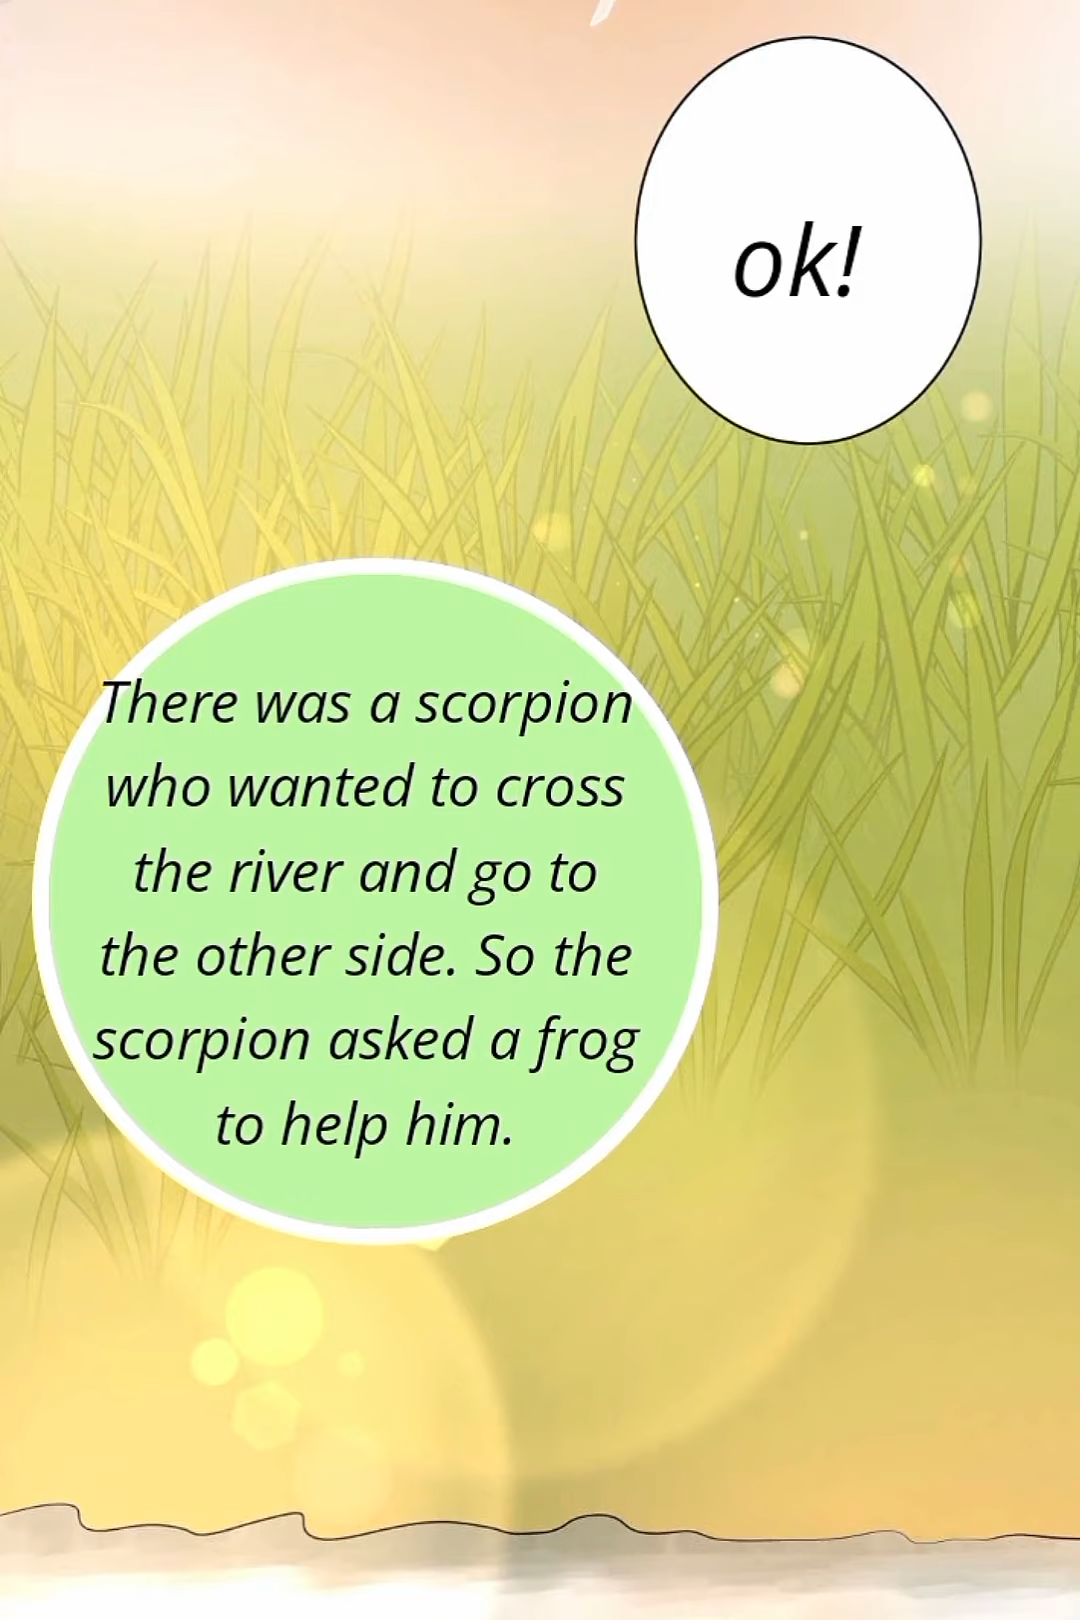 ok!
There was a scorpion
who wanted to cross
the river and go to
the other side. So the
scorpion asked a frog
to help him.